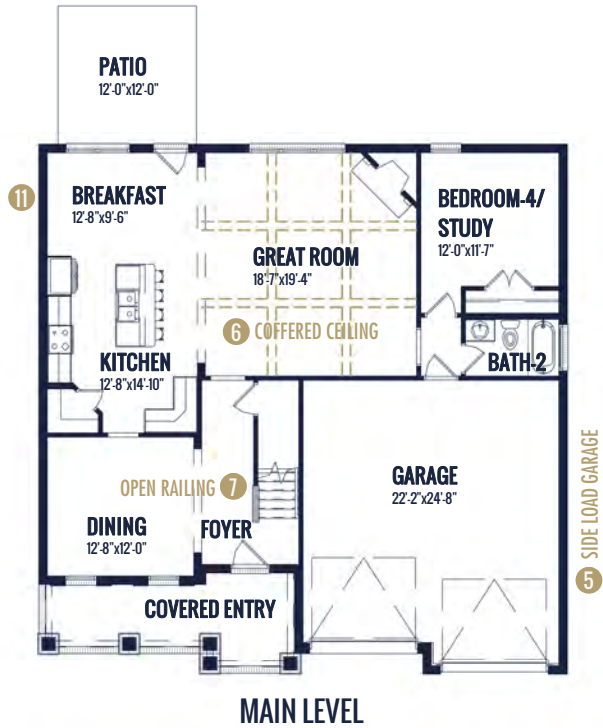 PATIO
12'-0"x12'-0"
11
BREAKFAST
12'-8"x9'-6"
BEDROOM-4/
STUDY
12'-0"x11'-7"
GREAT ROOM
18'-7"x19'-4"
6 COFFERED CEILING
KITCHEN
12'-8"x14'-10"
BATH-2
GARAGE
22'-2"x24'-8"
OPEN RAILING 7
DINING
12'-8"x12'-0"
FOYER
5 SIDE LOAD GARAGE
COVERED ENTRY
MAIN LEVEL